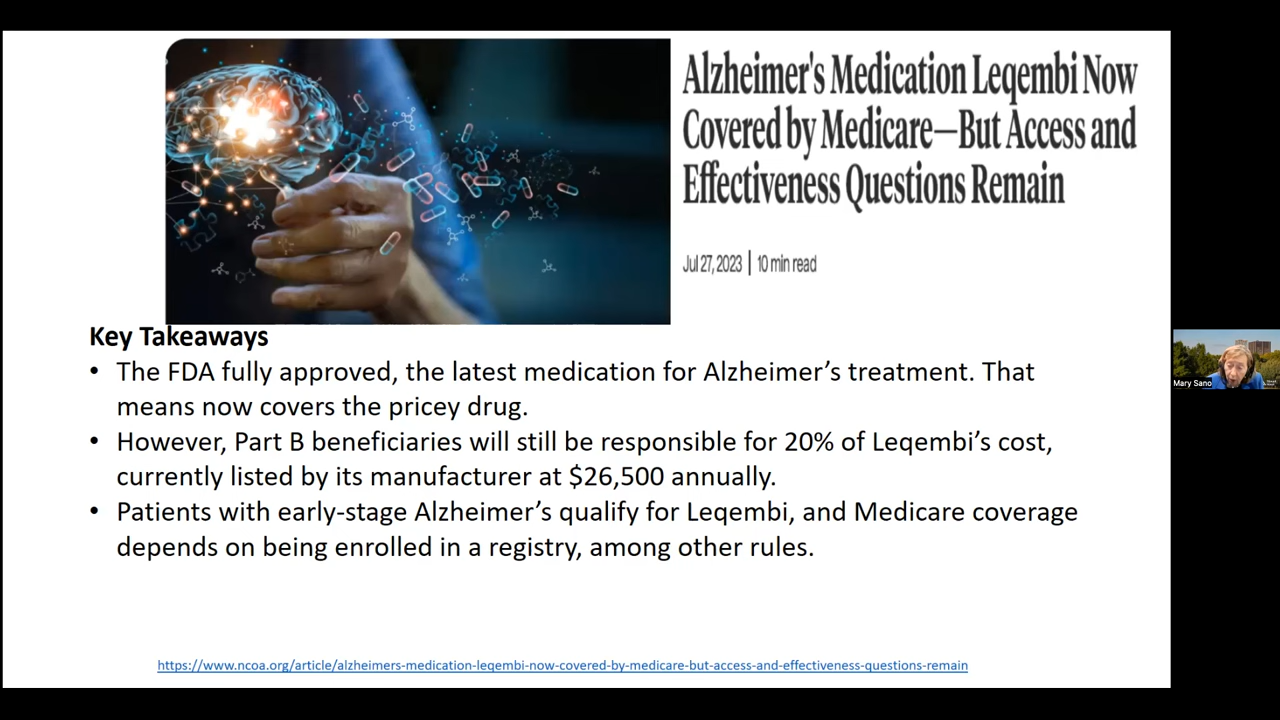 Alzheimer's Medication Leqembi Now
Covered by Medicare—But Access and
Effectiveness Questions Remain
Jul 27, 2023 | 10 min read
Key Takeaways
• The FDA fully approved, the latest medication for Alzheimer’s treatment. That
means now covers the pricey drug.
• However, Part B beneficiaries will still be responsible for 20% of Leqembi’s cost,
currently listed by its manufacturer at $26,500 annually.
• Patients with early-stage Alzheimer’s qualify for Leqembi, and Medicare coverage
depends on being enrolled in a registry, among other rules.
https://www.ncoa.org/article/alzheimers-medication-leqembi-now-covered-by-medicare-but-access-and-effectiveness-questions-remain
Mary Sano